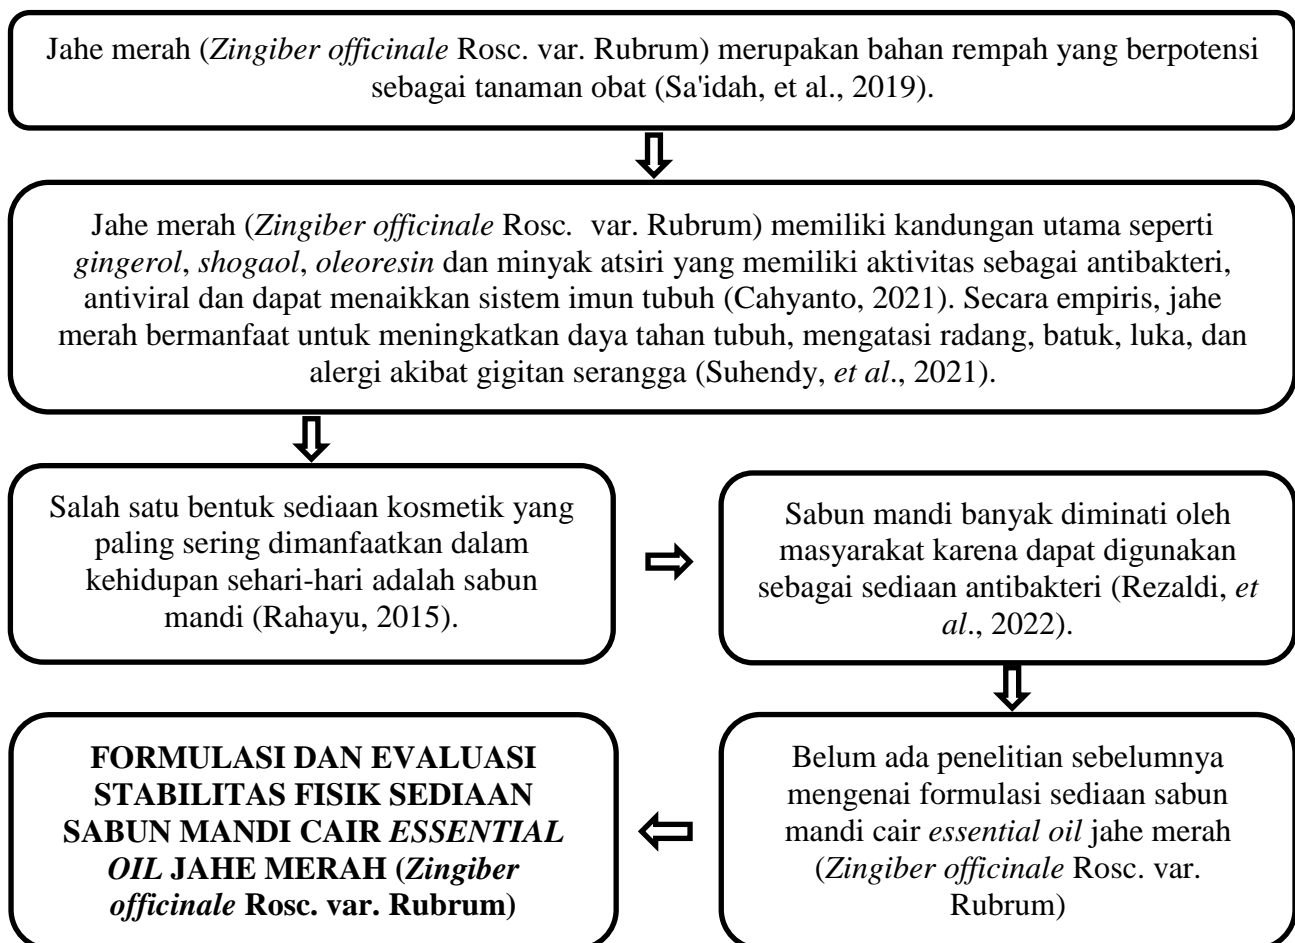 Jahe merah (Zingiber officinale Rosc. var. Rubrum) merupakan bahan rempah yang berpotensi
sebagai tanaman obat (Sa'idah, et al., 2019).
Jahe merah (Zingiber officinale Rosc. var. Rubrum) memiliki kandungan utama seperti
gingerol, shogaol, oleoresin dan minyak atsiri yang memiliki aktivitas sebagai antibakteri,
antiviral dan dapat menaikkan sistem imun tubuh (Cahyanto, 2021). Secara empiris, jahe
merah bermanfaat untuk meningkatkan daya tahan tubuh, mengatasi radang, batuk, luka, dan
alergi akibat gigitan serangga (Suhendy, et al., 2021).
Salah satu bentuk sediaan kosmetik yang
paling sering dimanfaatkan dalam
kehidupan sehari-hari adalah sabun
mandi (Rahayu, 2015).
Sabun mandi banyak diminati oleh
masyarakat karena dapat digunakan
sebagai sediaan antibakteri (Rezaldi, et
al., 2022).
Belum ada penelitian sebelumnya
mengenai formulasi sediaan sabun
mandi cair essential oil jahe merah
(Zingiber officinale Rosc. var.
Rubrum)
FORMULASI DAN EVALUASI
STABILITAS FISIK SEDIAAN
SABUN MANDI CAIR ESSENTIAL
OIL JAHE MERAH (Zingiber
officinale Rosc. var. Rubrum)